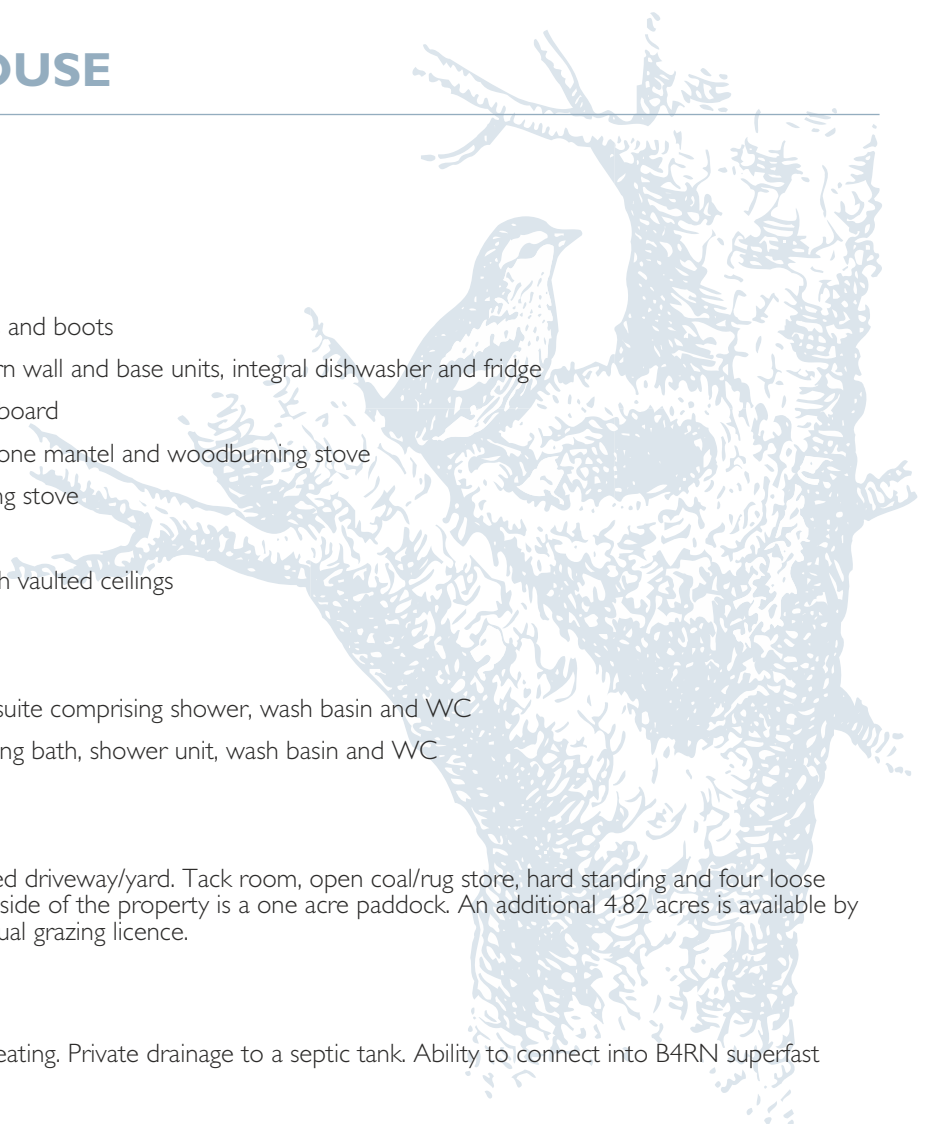 OUSE
and boots
rn wall and base units, integral dishwasher and fridge
board
one mantel and woodburning stove
ng stove
h vaulted ceilings
suite comprising shower, wash basin and WC
ng bath, shower unit, wash basin and WC
ed driveway/yard. Tack room, open coal/rug store, hard standing and four loose
side of the property is a one acre paddock. An additional 4.82 acres is available by
ual grazing licence.
eating. Private drainage to a septic tank. Ability to connect into B4RN superfast